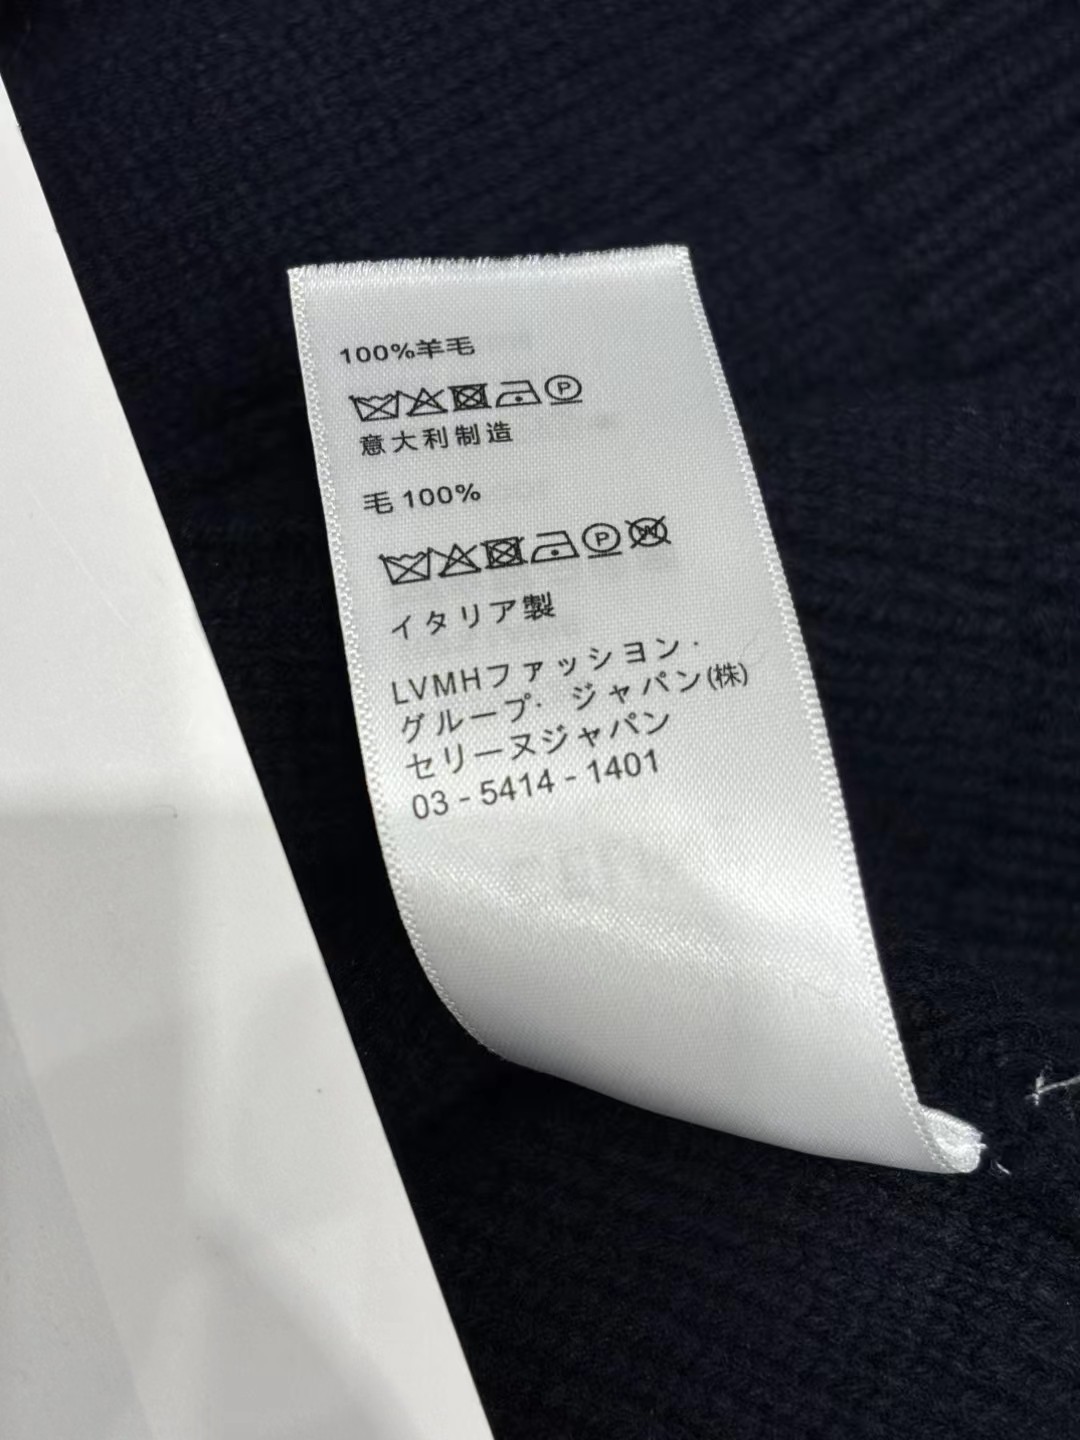 100%羊毛
P
意大利制造
毛 100%
P W
イタリア製
LVMHファッション・
グループ・ジャパン(株)
セリーヌジャパン
03 - 5414 - 1401